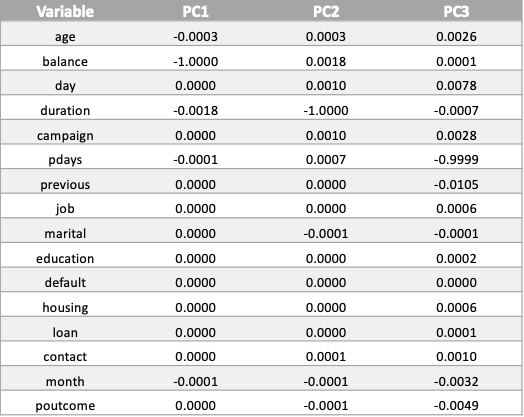 Variable PC1 PC2 PC3
age -0.0003 0.0003 0.0026
balance -1.0000 0.0018 0.0001
day 0.0000 0.0010 0.0078
duration -0.0018 -1.0000 -0.0007
campaign 0.0000 0.0010 0.0028
pdays -0.0001 0.0007 -0.9999
previous 0.0000 0.0000 -0.0105
job 0.0000 0.0000 0.0006
marital 0.0000 -0.0001 -0.0001
education 0.0000 0.0000 0.0002
default 0.0000 0.0000 0.0000
housing 0.0000 0.0000 0.0006
loan 0.0000 0.0000 0.0001
contact 0.0000 0.0001 0.0010
month -0.0001 -0.0001 -0.0032
poutcome 0.0000 -0.0001 -0.0049